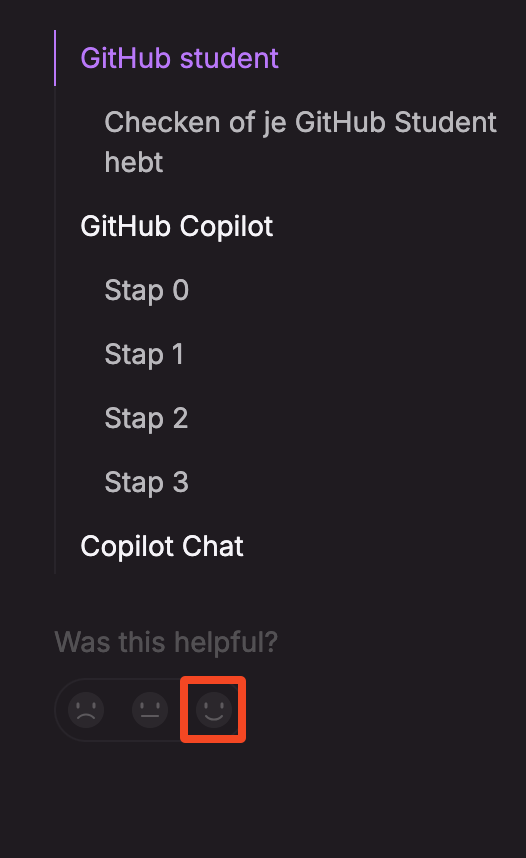 GitHub student
Checken of je GitHub Student
hebt
GitHub Copilot
Stap 0
Stap 1
Stap 2
Stap 3
Copilot Chat
Was this helpful?